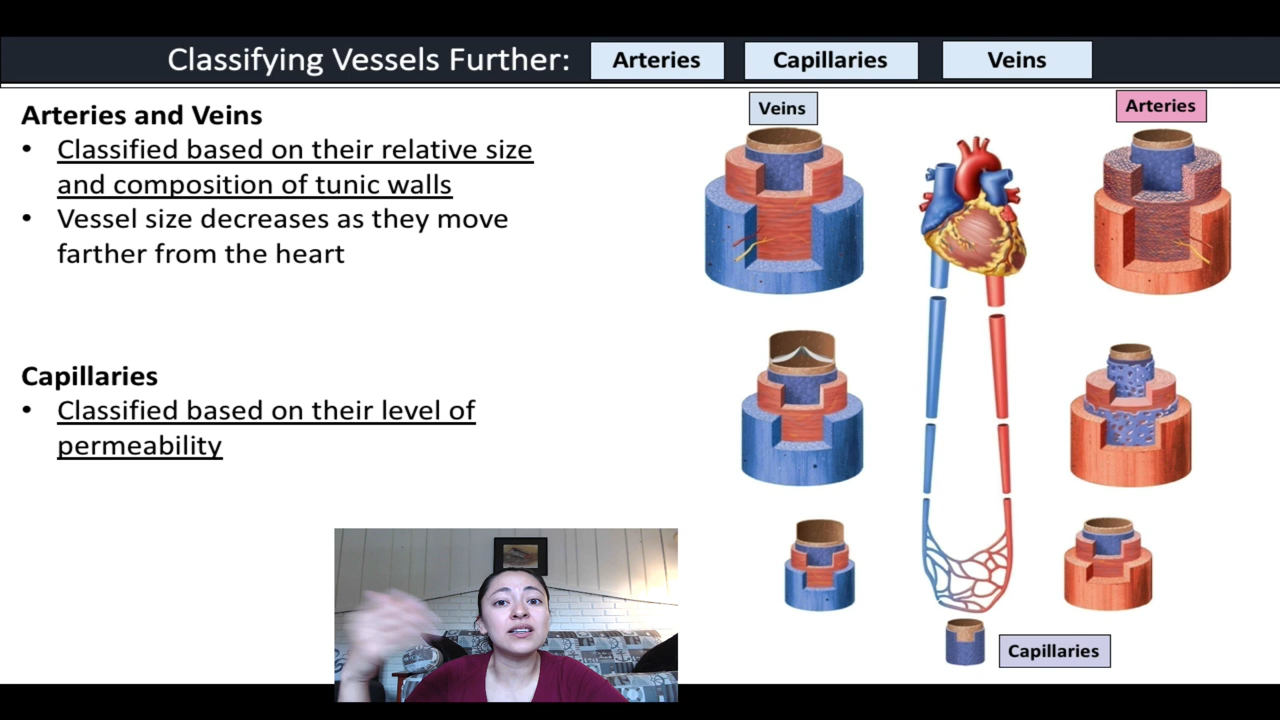 Classifying Vessels Further:
Arteries
Capillaries
Veins
Arteries and Veins
• Classified based on their relative size
and composition of tunic walls
• Vessel size decreases as they move
farther from the heart
Capillaries
• Classified based on their level of
permeability
Veins
Arteries
Capillaries